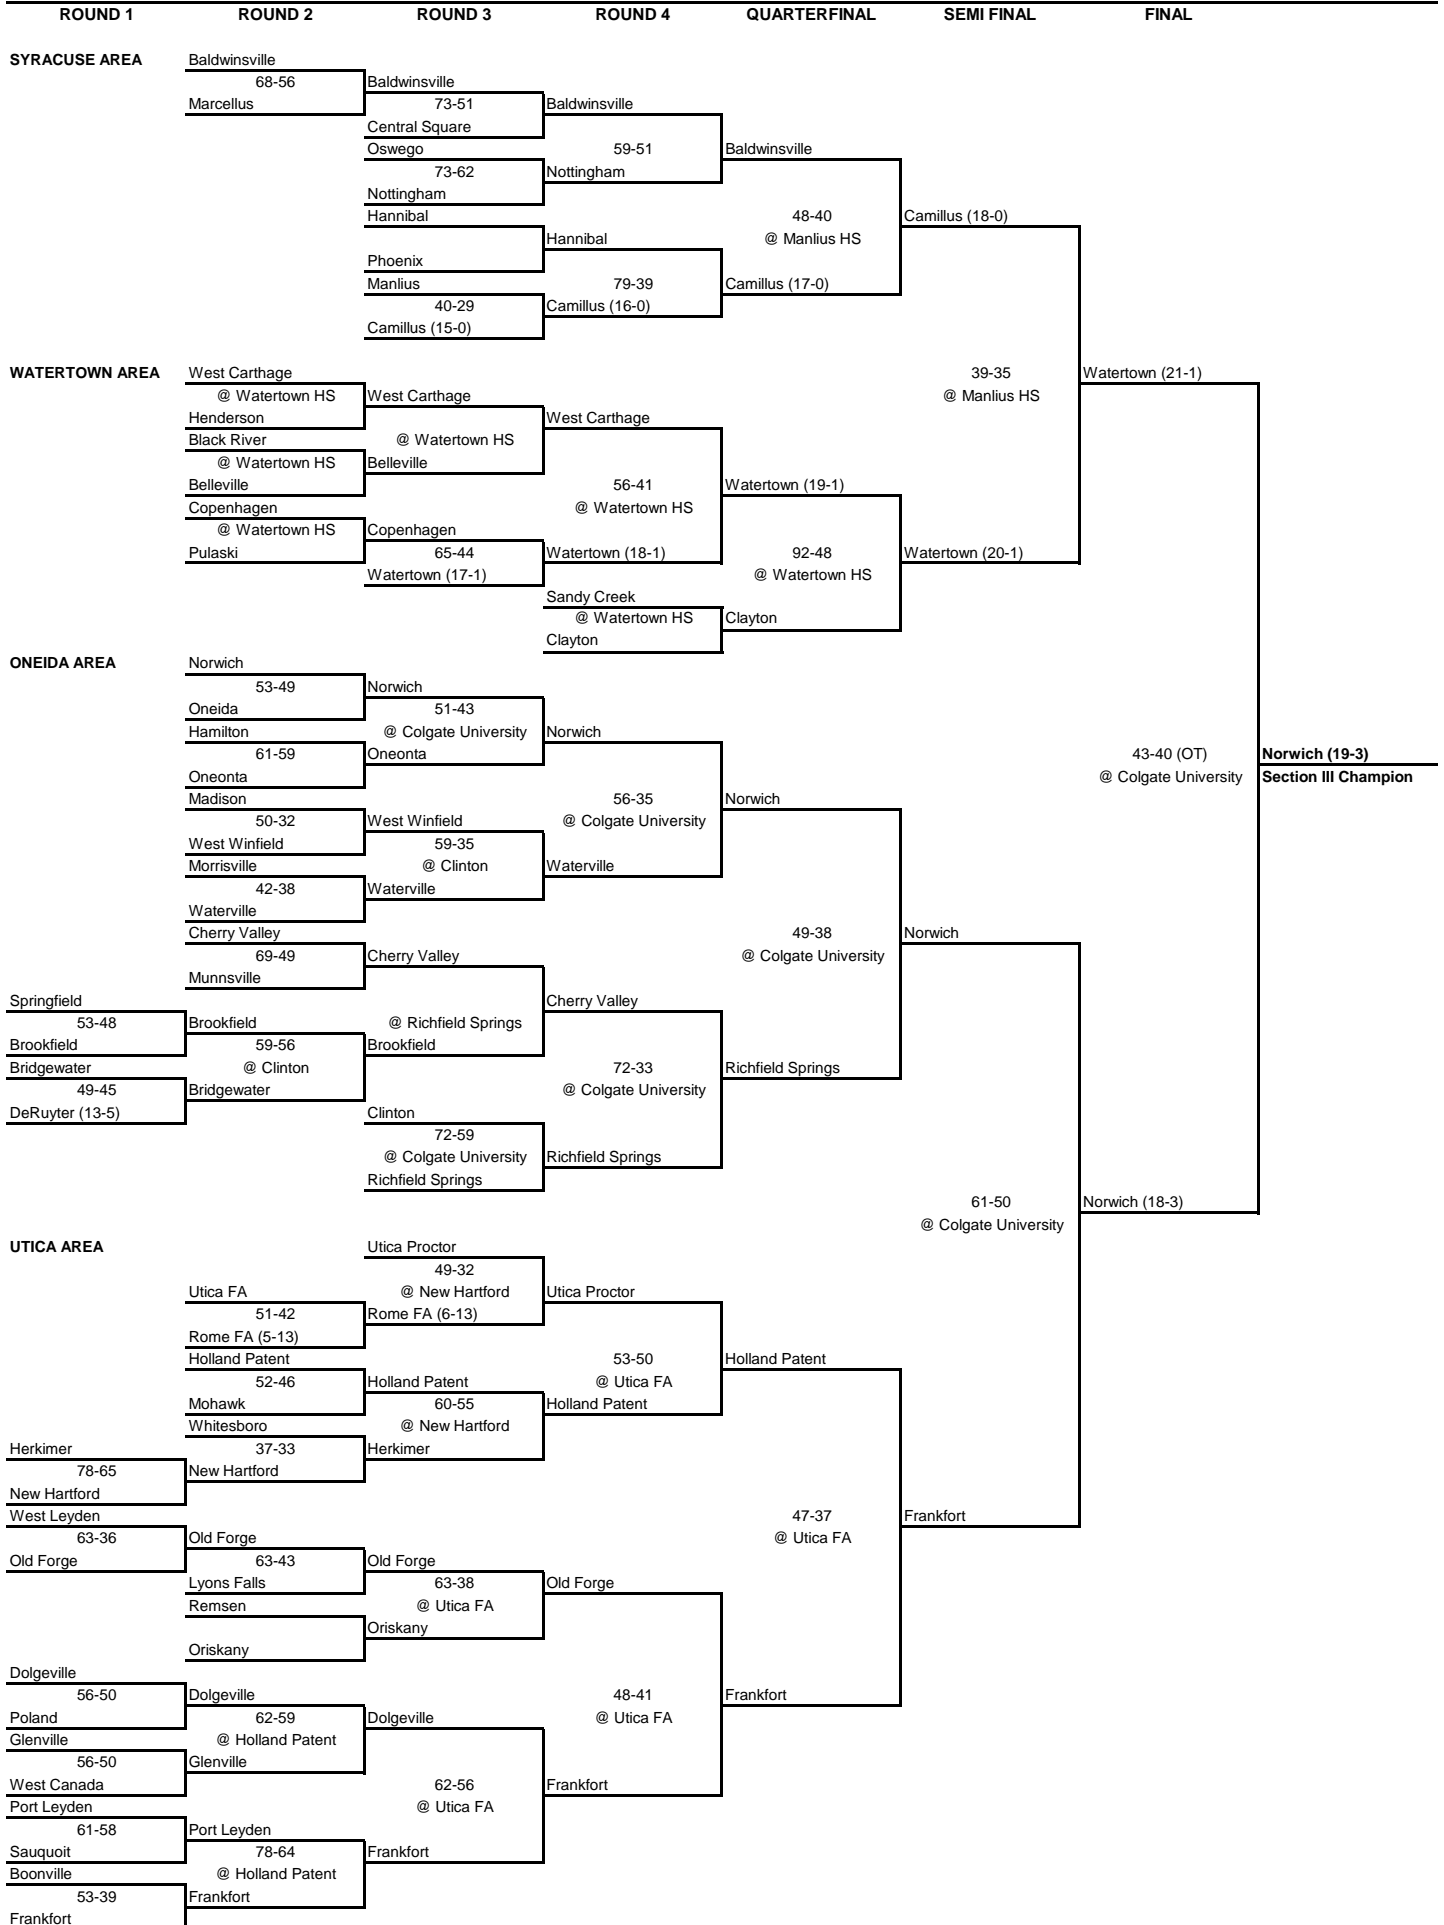 ROUND 1 ROUND 2 ROUND 3 ROUND 4 QUARTERFINAL SEMI FINAL FINAL
SYRACUSE AREA Baldwinsville
68-56 Baldwinsville
Marcellus 73-51 Baldwinsville
Central Square
Oswego 59-51 Baldwinsville
73-62 Nottingham
Nottingham
Hannibal 48-40 Camillus (18-0)
Hannibal @ Manlius HS
Phoenix
Manlius 79-39 Camillus (17-0)
40-29 Camillus (16-0)
Camillus (15-0)
WATERTOWN AREA West Carthage 39-35 Watertown (21-1)
@ Watertown HS West Carthage @ Manlius HS
Henderson West Carthage
Black River @ Watertown HS
@ Watertown HS Belleville
Belleville 56-41 Watertown (19-1)
Copenhagen @ Watertown HS
@ Watertown HS Copenhagen
Pulaski 65-44 Watertown (18-1) 92-48 Watertown (20-1)
Watertown (17-1) @ Watertown HS
Sandy Creek
@ Watertown HS Clayton
Clayton
ONEIDA AREA Norwich
53-49 Norwich
Oneida 51-43
Hamilton @ Colgate University Norwich
61-59 Oneonta 43-40 (OT) Norwich (19-3)
Oneonta @ Colgate University Section III Champion
Madison 56-35 Norwich
50-32 West Winfield @ Colgate University
West Winfield 59-35
Morrisville @ Clinton Waterville
42-38 Waterville
Waterville
Cherry Valley 49-38 Norwich
69-49 Cherry Valley @ Colgate University
Munnsville
Springfield Cherry Valley
53-48 Brookfield @ Richfield Springs
Brookfield 59-56 Brookfield
Bridgewater @ Clinton 72-33 Richfield Springs
49-45 Bridgewater @ Colgate University
DeRuyter (13-5) Clinton
72-59
@ Colgate University Richfield Springs
Richfield Springs
61-50 Norwich (18-3)
@ Colgate University
UTICA AREA Utica Proctor
49-32
Utica FA @ New Hartford Utica Proctor
51-42 Rome FA (6-13)
Rome FA (5-13)
Holland Patent 53-50 Holland Patent
52-46 Holland Patent @ Utica FA
Mohawk 60-55 Holland Patent
Whitesboro @ New Hartford
Herkimer 37-33 Herkimer
78-65 New Hartford
New Hartford
West Leyden 47-37 Frankfort
63-36 Old Forge @ Utica FA
Old Forge 63-43 Old Forge
Lyons Falls 63-38 Old Forge
Remsen @ Utica FA
Oriskany
Oriskany
Dolgeville
56-50 Dolgeville 48-41 Frankfort
Poland 62-59 Dolgeville @ Utica FA
Glenville @ Holland Patent
56-50 Glenville
West Canada 62-56 Frankfort
Port Leyden @ Utica FA
61-58 Port Leyden
Sauquoit 78-64 Frankfort
Boonville @ Holland Patent
53-39 Frankfort
Frankfort